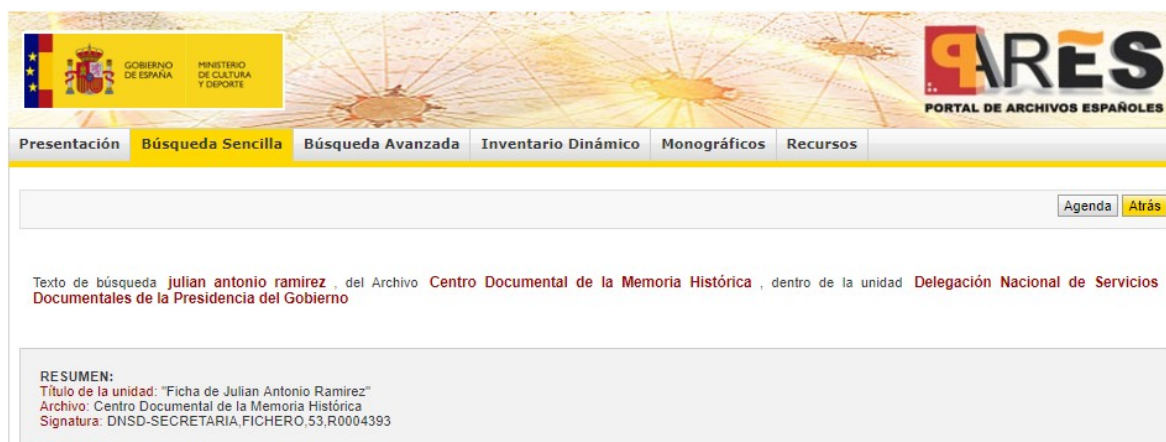 GOBIERNO
DE ESPAÑA
MINISTERIO
DE CULTURA
Y DEPORTE
PARES
PORTAL DE ARCHIVOS ESPAÑOLES
Presentación Búsqueda Sencilla Búsqueda Avanzada Inventario Dinámico Monográficos Recursos
Agenda Atrás
Texto de búsqueda julian antonio ramirez , del Archivo Centro Documental de la Memoria Histórica , dentro de la unidad Delegación Nacional de Servicios
Documentales de la Presidencia del Gobierno
RESUMEN:
Título de la unidad: "Ficha de Julian Antonio Ramirez"
Archivo: Centro Documental de la Memoria Histórica
Signatura: DNSD-SECRETARIA,FICHERO,53,R0004393